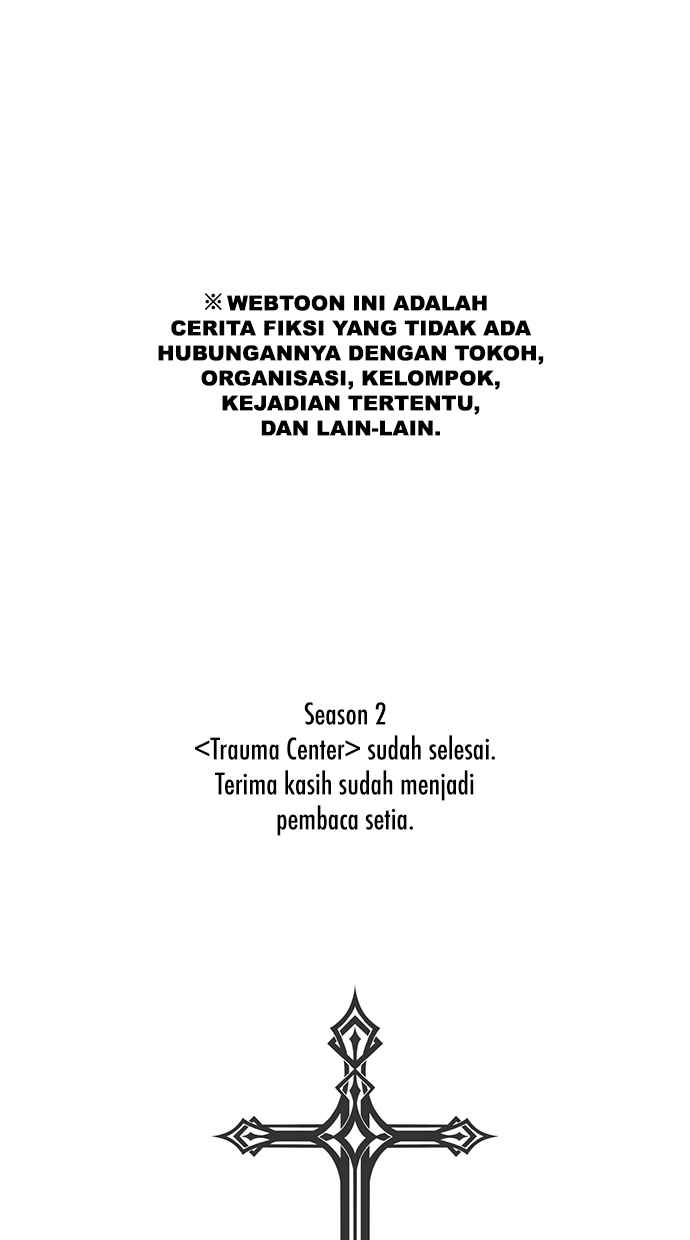 ※ WEBTOON INI ADALAH
CERITA FIKSI YANG TIDAK ADA
HUBUNGANNYA DENGAN TOKOH,
ORGANISASI, KELOMPOK,
KEJADIAN TERTENTU,
DAN LAIN-LAIN.
Season 2
<Trauma Center> sudah selesai.
Terima kasih sudah menjadi
pembaca setia.